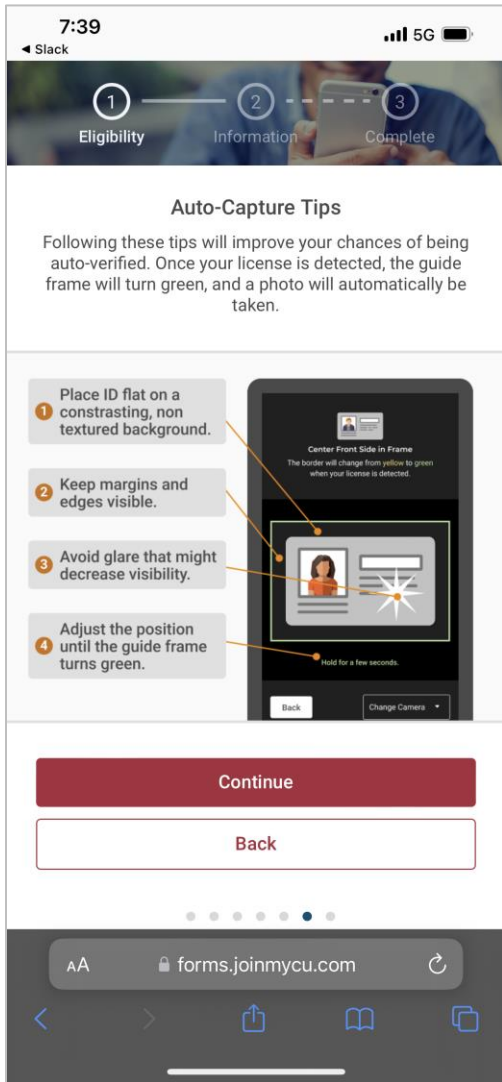 7:39
5G
◀ Slack
1
2
3
Eligibility
Information
Complete
Auto-Capture Tips
Following these tips will improve your chances of being
auto-verified. Once your license is detected, the guide
frame will turn green, and a photo will automatically be
taken.
1 Place ID flat on a
constrasting, non
textured background.
2 Keep margins and
edges visible.
3 Avoid glare that might
decrease visibility.
4 Adjust the position
until the guide frame
turns green.
Center Front Side in Frame
The border will change from yellow to green
when your license is detected.
Hold for a few seconds.
Back
Change Camera
Continue
Back
AA
forms.joinmycu.com